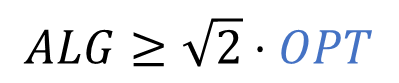 ALG ≥ √2 · OPT